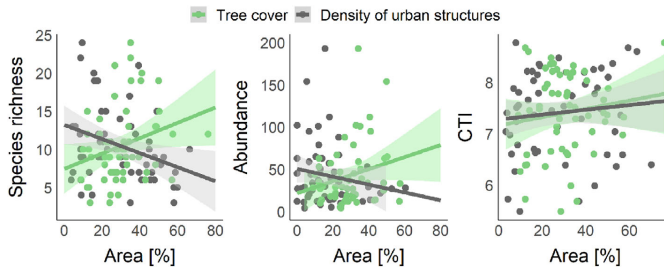 Tree cover Density of urban structures
Species richness
25
20
15
10
5
0 20 40 60 80
Area [%]
Abundance
200
150
100
50
0
0 20 40 60 80
Area [%]
CTI
8
7
6
0 20 40 60
Area [%]